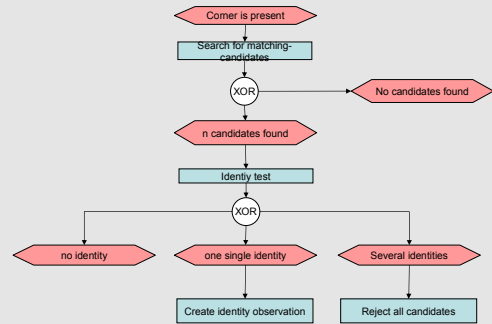 Corner is present
Search for matching-
candidates
XOR
No candidates found
n candidates found
Identiy test
XOR
no identity
one single identity
Several identities
Create identity observation
Reject all candidates